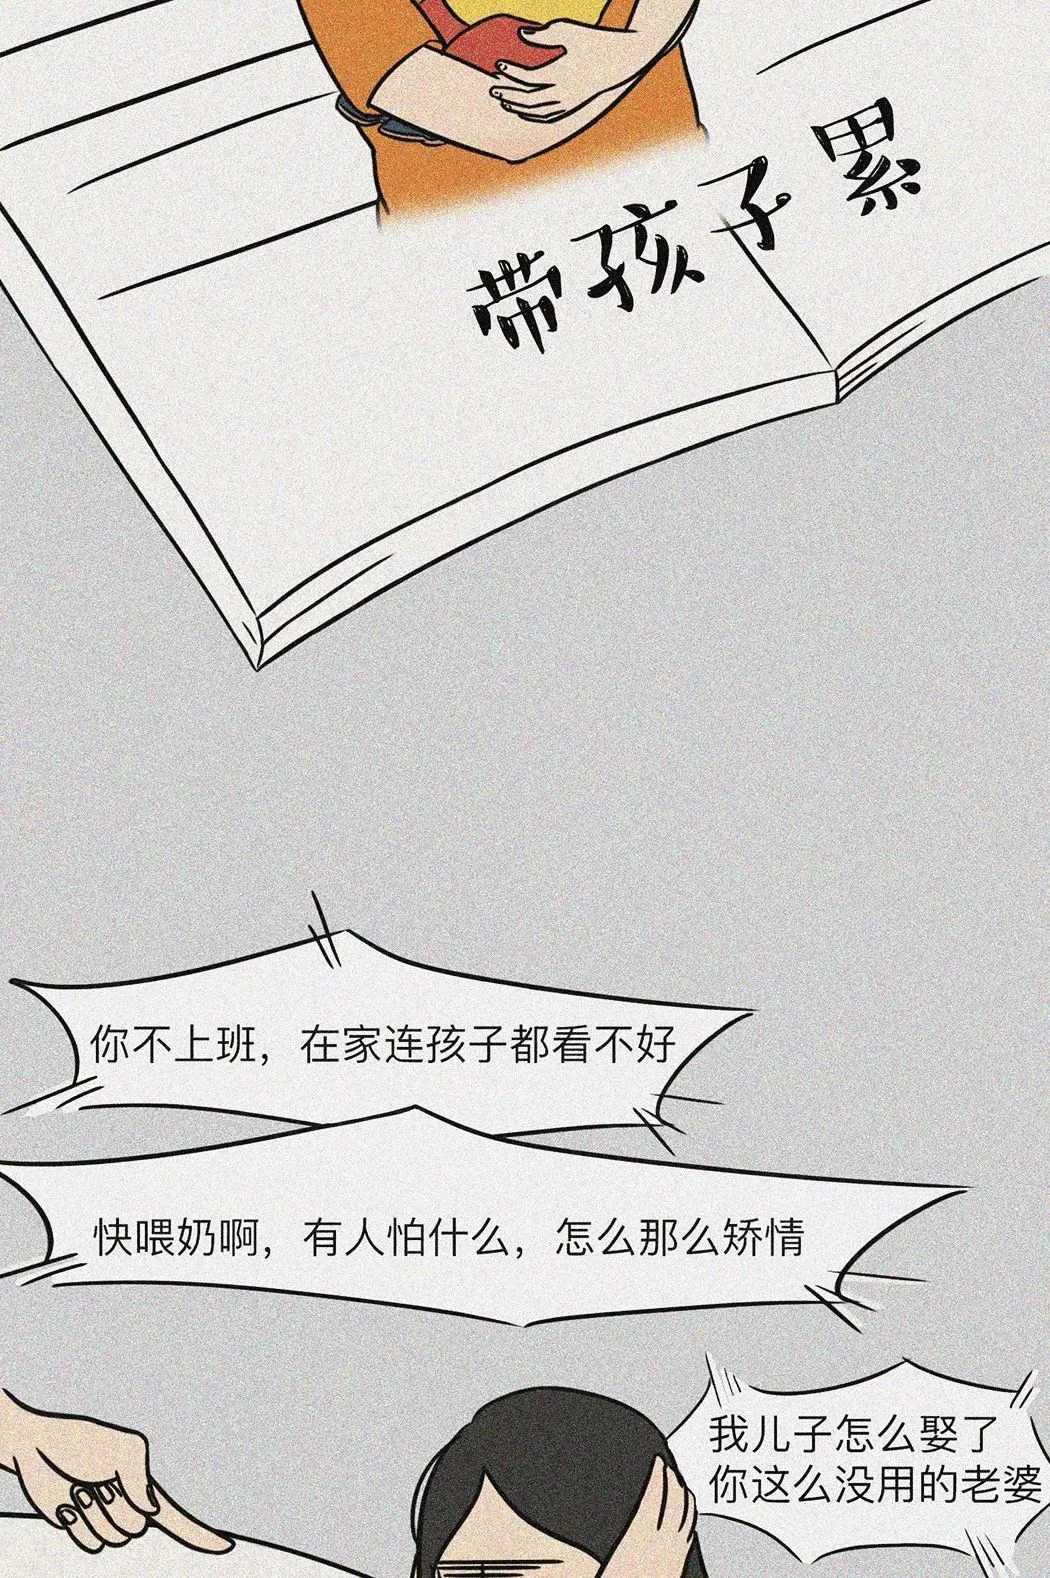 带孩子累
你不上班，在家连孩子都看不好
快喂奶啊，有人怕什么，怎么那么矫情
我儿子怎么娶了
你这么没用的老婆